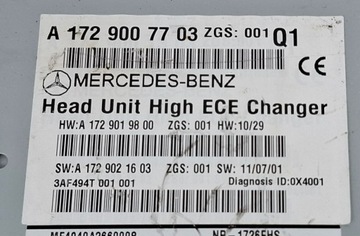 A 172 900 77 03 ZGS: 001 Q1
CE
MERCEDES-BENZ
Head Unit High ECE Changer
HW:A 172 901 98 00 ZGS: 001 HW:10/29
SW:A 172 902 16 03 ZGS: 001 SW: 11/07/01
3AF494T 001 001 Diagnosis ID:0X4001